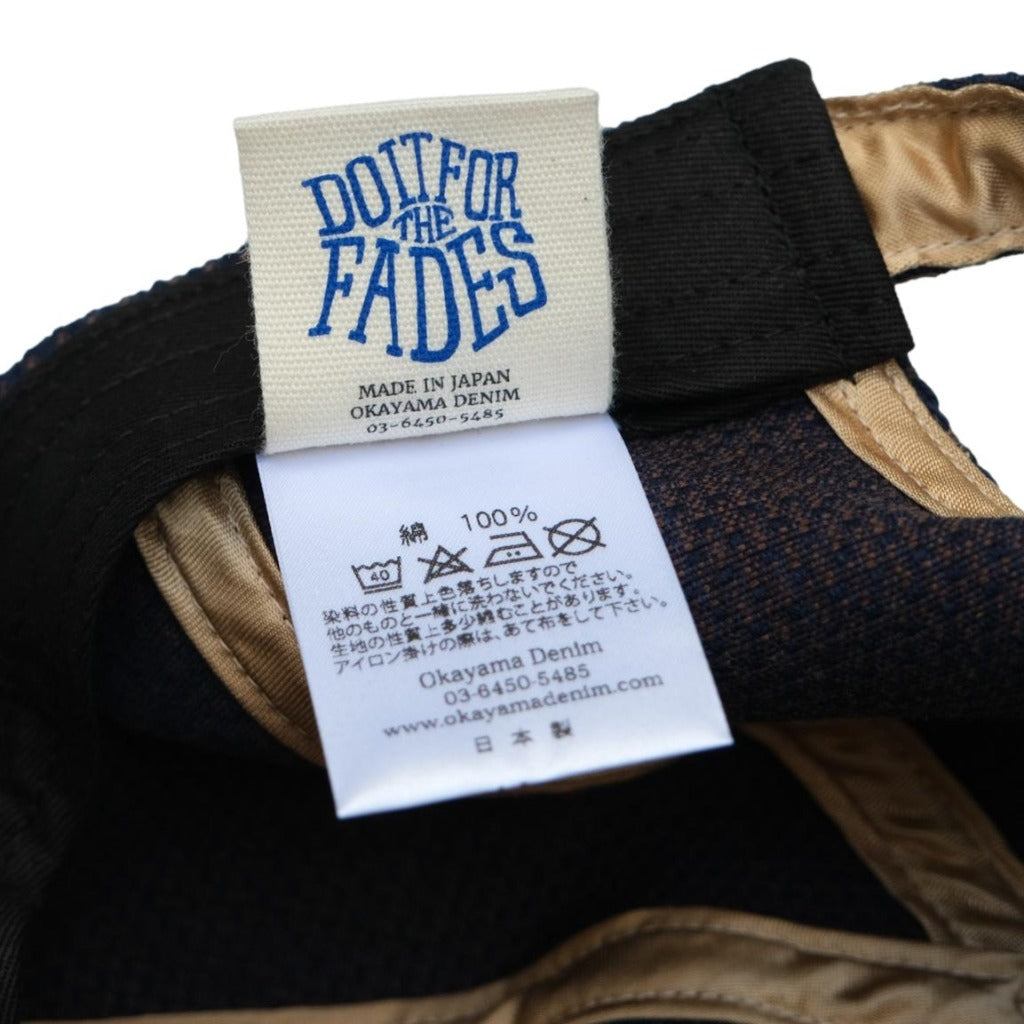 DO IT FOR
THE
FADES
MADE IN JAPAN
OKAYAMA DENIM
03-6450-5485
綿 100%
40
染料の性質上色落ちしますので
他のものと一緒に洗わないでください。
生地の性質上多少縮むことがあります。
アイロン掛けの際は、あて布をして下さい
Okayama Denim
03-6450-5485
www.okayamadenim.com
日本製